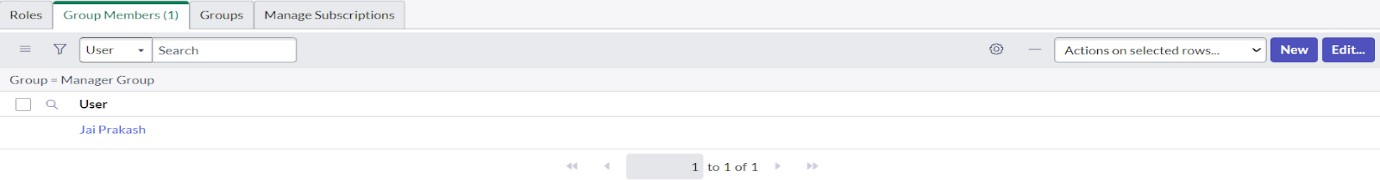 Roles Group Members (1) Groups Manage Subscriptions
User Search Actions on selected rows... New Edit...
Group = Manager Group
User
Jai Prakash
1 to 1 of 1